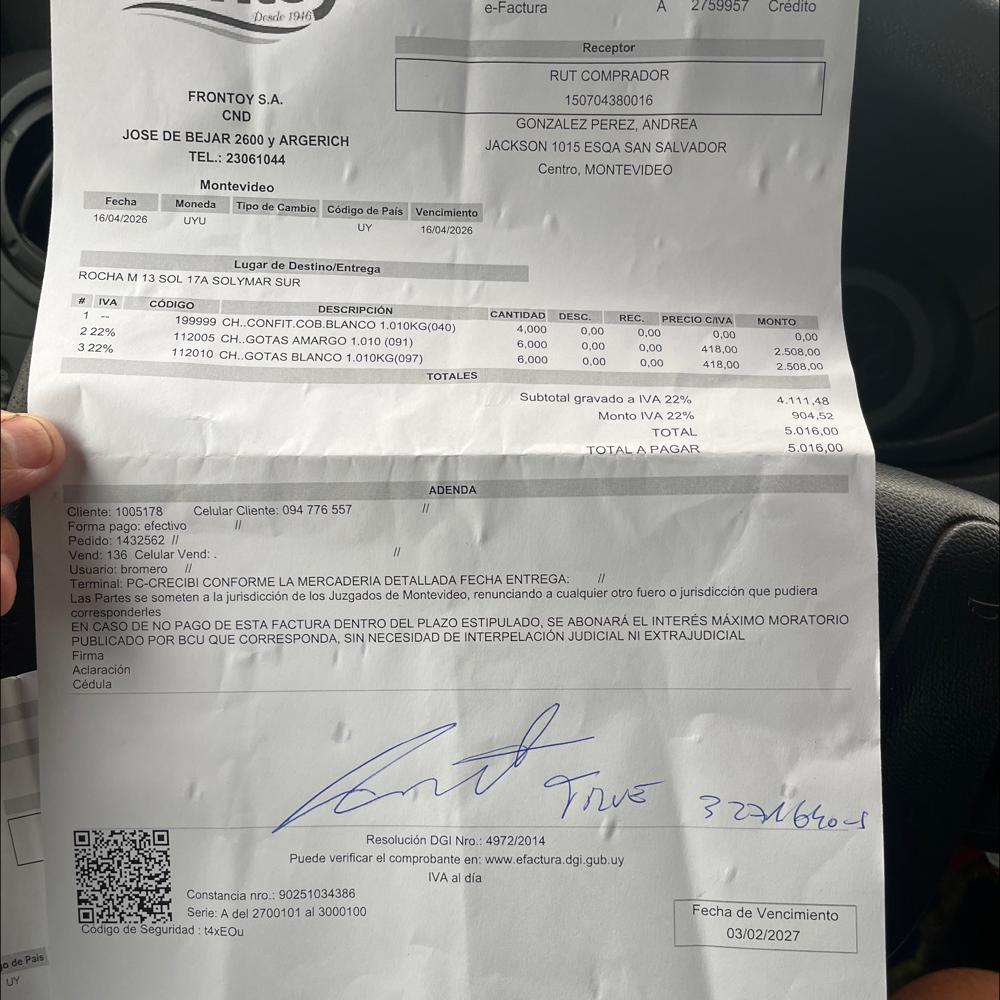 Desde 1946
e-Factura A 2759957 Crédito
Receptor
RUT COMPRADOR
150704380016
FRONTOY S.A.
CND
JOSE DE BEJAR 2600 y ARGERICH
TEL.: 23061044
GONZALEZ PEREZ, ANDREA
JACKSON 1015 ESQA SAN SALVADOR
Centro, MONTEVIDEO
Montevideo
Fecha Moneda Tipo de Cambio Código de País Vencimiento
16/04/2026 UYU UY 16/04/2026
Lugar de Destino/Entrega
ROCHA M 13 SOL 17A SOLYMAR SUR
# IVA CÓDIGO DESCRIPCIÓN CANTIDAD DESC. REC. PRECIO C/IVA MONTO
1 -- 199999 CH..CONFIT.COB.BLANCO 1.010KG(040) 4,000 0,00 0,00 0,00 0,00
2 22% 112005 CH..GOTAS AMARGO 1.010 (091) 6,000 0,00 0,00 418,00 2.508,00
3 22% 112010 CH..GOTAS BLANCO 1.010KG(097) 6,000 0,00 0,00 418,00 2.508,00
TOTALES
Subtotal gravado a IVA 22% 4.111,48
Monto IVA 22% 904,52
TOTAL 5.016,00
TOTAL A PAGAR 5.016,00
ADENDA
Cliente: 1005178 Celular Cliente: 094 776 557 //
Forma pago: efectivo //
Pedido: 1432562 //
Vend: 136 Celular Vend: . //
Usuario: bromero //
Terminal: PC-CRECIBI CONFORME LA MERCADERIA DETALLADA FECHA ENTREGA: //
Las Partes se someten a la jurisdicción de los Juzgados de Montevideo, renunciando a cualquier otro fuero o jurisdicción que pudiera
corresponderles
EN CASO DE NO PAGO DE ESTA FACTURA DENTRO DEL PLAZO ESTIPULADO, SE ABONARÁ EL INTERÉS MÁXIMO MORATORIO
PUBLICADO POR BCU QUE CORRESPONDA, SIN NECESIDAD DE INTERPELACIÓN JUDICIAL NI EXTRAJUDICIAL
Firma
Aclaración
Cédula
Resolución DGI Nro.: 4972/2014
Puede verificar el comprobante en: www.efactura.dgi.gub.uy
IVA al día
Constancia nro.: 90251034386
Serie: A del 2700101 al 3000100
Código de Seguridad : t4xEOu
Fecha de Vencimiento
03/02/2027
go de País
UY